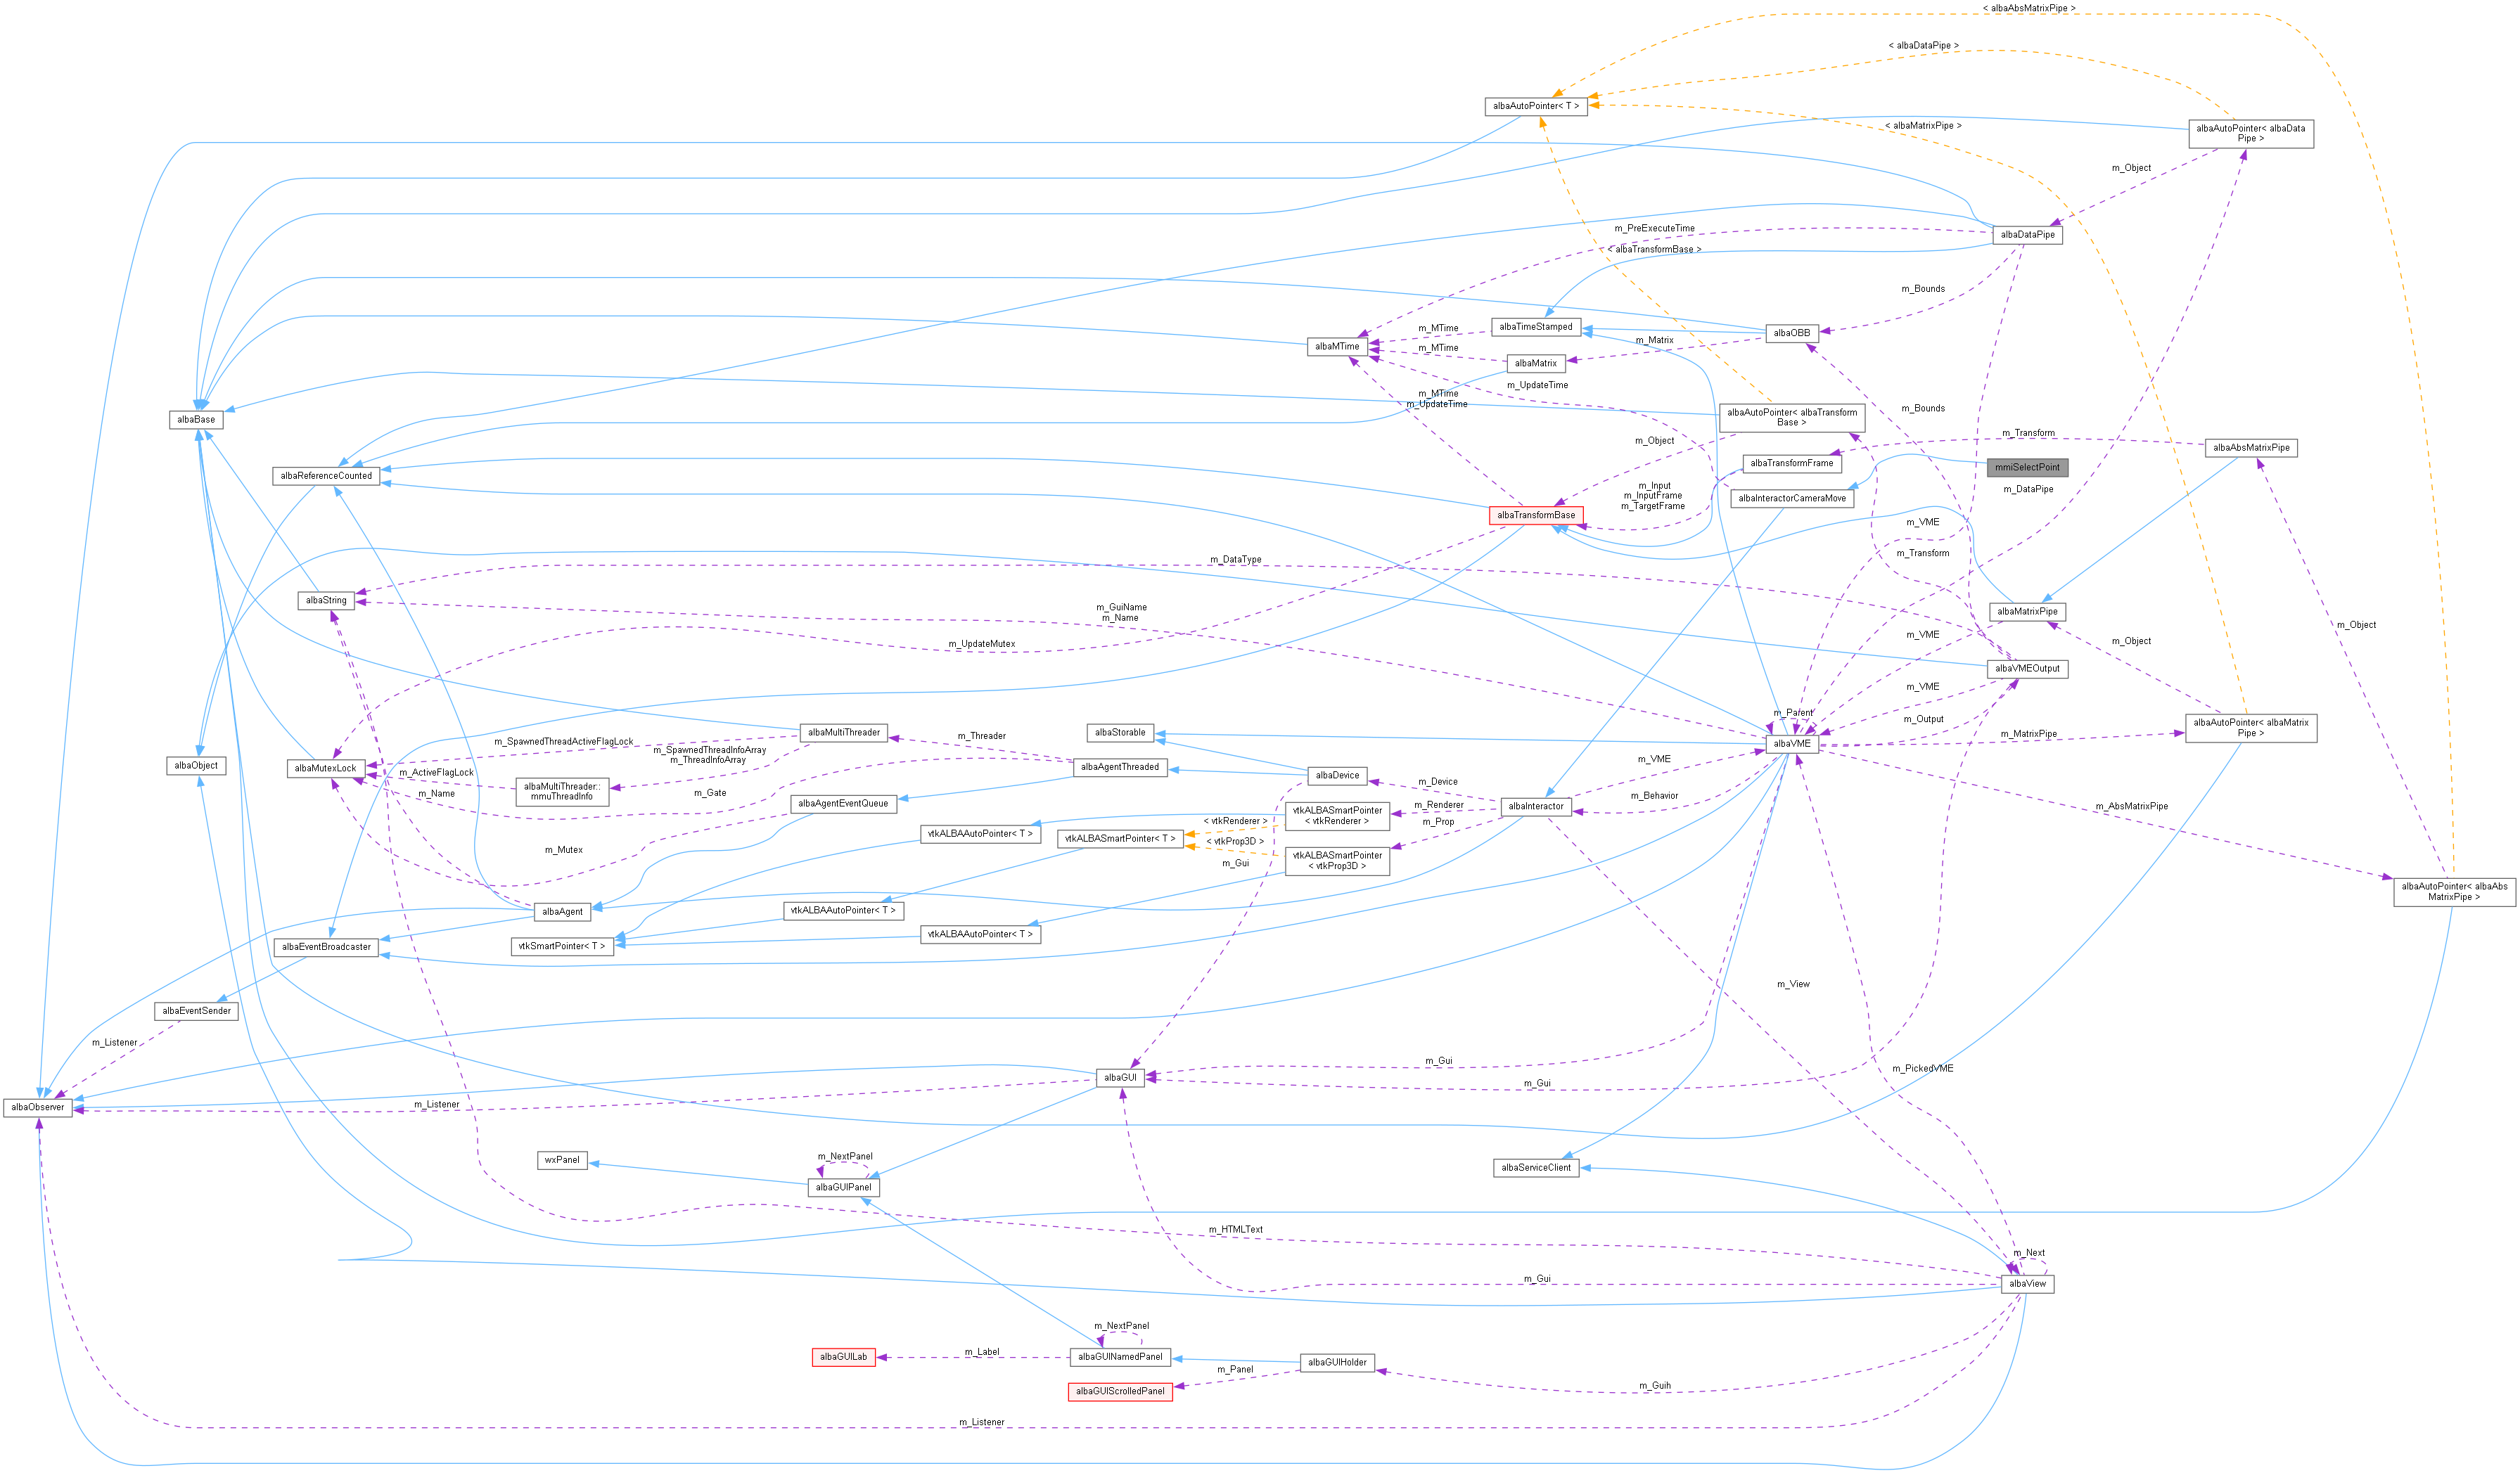 < albaAbsMatrixPipe >
< albaDataPipe >
albaAutoPointer< T >
< albaMatrixPipe >
albaAutoPointer< albaData
Pipe >
m_Object
m_PreExecuteTime
albaDataPipe
< albaTransformBase >
m_Bounds
m_MTime
albaTimeStamped
albaOBB
albaMTime
m_MTime
m_Matrix
albaMatrix
m_UpdateTime
m_MTime
m_UpdateTime
albaBase
albaAutoPointer< albaTransform
Base >
m_Bounds
m_Object
m_Transform
albaAbsMatrixPipe
albaTransformFrame
mmiSelectPoint
albaReferenceCounted
m_Input
m_InputFrame
m_TargetFrame
albaInteractorCameraMove
m_DataPipe
albaTransformBase
m_VME
m_DataType
m_Transform
albaString
m_GuiName
m_Name
albaMatrixPipe
m_UpdateMutex
m_VME
m_Object
m_Object
albaVMEOutput
m_VME
m_Parent
m_Output
albaAutoPointer< albaMatrix
Pipe >
albaStorable
albaMultiThreader
m_SpawnedThreadActiveFlagLock
m_Threader
m_SpawnedThreadInfoArray
m_ThreadInfoArray
albaVME
m_MatrixPipe
albaObject
albaMutexLock
m_ActiveFlagLock
albaMultiThreader::
mmuThreadInfo
albaAgentThreaded
albaDevice
m_Device
m_VME
m_Name
m_Gate
albaAgentEventQueue
m_Behavior
albaInteractor
m_AbsMatrixPipe
vtkALBASmartPointer
< vtkRenderer >
m_Renderer
< vtkRenderer >
vtkALBAAutoPointer< T >
vtkALBASmartPointer< T >
m_Prop
< vtkProp3D >
vtkALBASmartPointer
< vtkProp3D >
m_Mutex
m_Gui
albaAutoPointer< albaAbs
MatrixPipe >
albaAgent
vtkALBAAutoPointer< T >
vtkALBAAutoPointer< T >
albaEventBroadcaster
vtkSmartPointer< T >
m_View
albaEventSender
m_Listener
m_Gui
m_PickedVME
albaGUI
m_Gui
albaObserver
m_Listener
wxPanel
m_NextPanel
albaServiceClient
albaGUIPanel
m_HTMLText
m_Next
m_Gui
albaView
m_NextPanel
albaGUILab
m_Label
albaGUINamedPanel
albaGUIHolder
m_Panel
albaGUIScrolledPanel
m_Guih
m_Listener